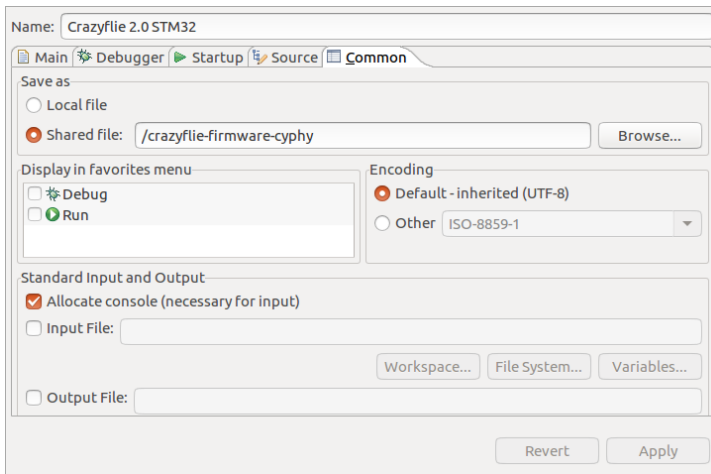 Name: Crazyflie 2.0 STM32
Main Debugger Startup Source Common
Save as
Local file
Shared file: /crazyflie-firmware-cyphy Browse...
Display in favorites menu
Debug
Run
Encoding
Default - inherited (UTF-8)
Other ISO-8859-1
Standard Input and Output
Allocate console (necessary for input)
Input File:
Workspace... File System... Variables...
Output File:
Revert Apply